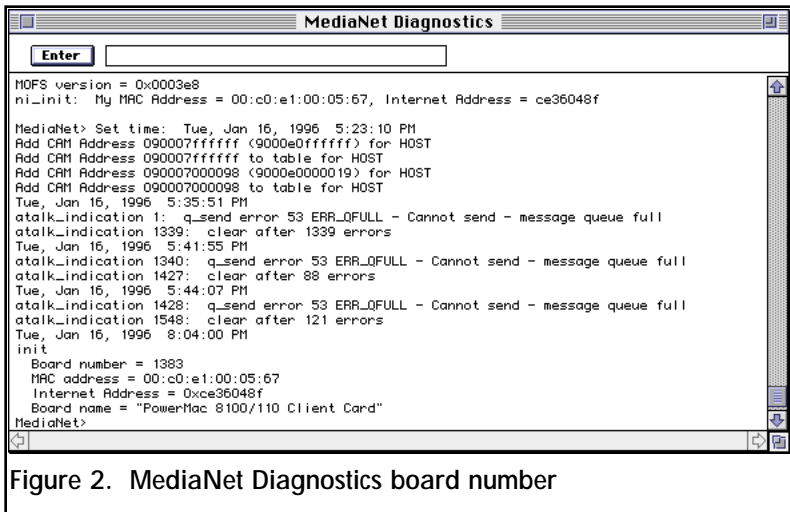 MediaNet Diagnostics
Enter
MOFS version = 0x0003e8
ni_init:  My MAC Address = 00:c0:e1:00:05:67, Internet Address = ce36048f
MediaNet> Set time:  Tue, Jan 16, 1996  5:23:10 PM
Add CAM Address 090007ffffff (9000e0ffffff) for HOST
Add CAM Address 090007ffffff to table for HOST
Add CAM Address 090007000098 (9000e0000019) for HOST
Add CAM Address 090007000098 to table for HOST
Tue, Jan 16, 1996  5:35:51 PM
atalk_indication 1:  q_send error 53 ERR_QFULL - Cannot send - message queue full
atalk_indication 1339:  clear after 1339 errors
Tue, Jan 16, 1996  5:41:55 PM
atalk_indication 1340:  q_send error 53 ERR_QFULL - Cannot send - message queue full
atalk_indication 1427:  clear after 88 errors
Tue, Jan 16, 1996  5:44:07 PM
atalk_indication 1428:  q_send error 53 ERR_QFULL - Cannot send - message queue full
atalk_indication 1548:  clear after 121 errors
Tue, Jan 16, 1996  8:04:00 PM
init
Board number = 1383
MAC address = 00:c0:e1:00:05:67
Internet Address = 0xce36048f
Board name = "PowerMac 8100/110 Client Card"
MediaNet>
Figure 2.  MediaNet Diagnostics board number